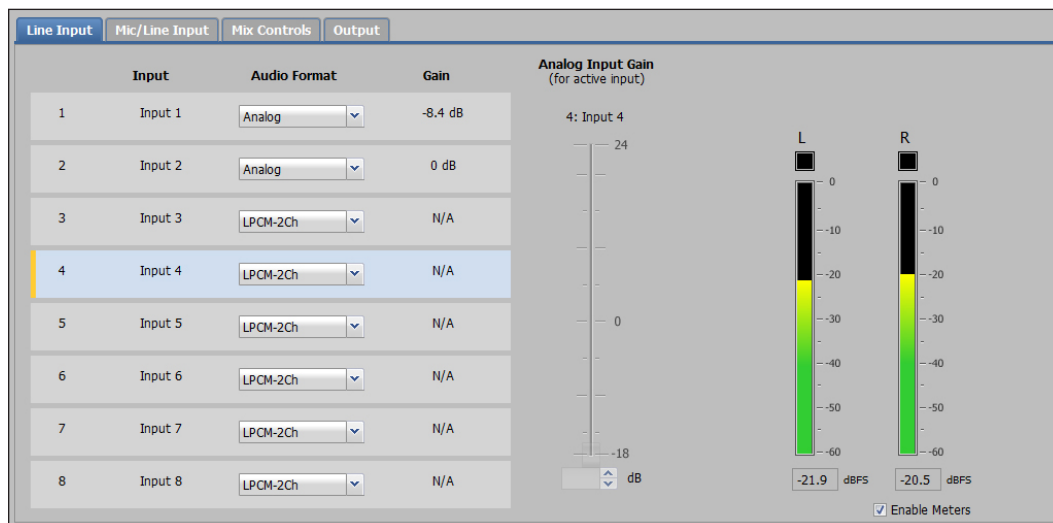 Line Input Mic/Line Input Mix Controls Output
Input Audio Format Gain
1 Input 1 Analog -8.4 dB
2 Input 2 Analog 0 dB
3 Input 3 LPCM-2Ch N/A
4 Input 4 LPCM-2Ch N/A
5 Input 5 LPCM-2Ch N/A
6 Input 6 LPCM-2Ch N/A
7 Input 7 LPCM-2Ch N/A
8 Input 8 LPCM-2Ch N/A
Analog Input Gain
(for active input)
4: Input 4
24
0
-18
dB
L R
0 0
-10 -10
-20 -20
-30 -30
-40 -40
-50 -50
-60 -60
-21.9 dBFS -20.5 dBFS
Enable Meters